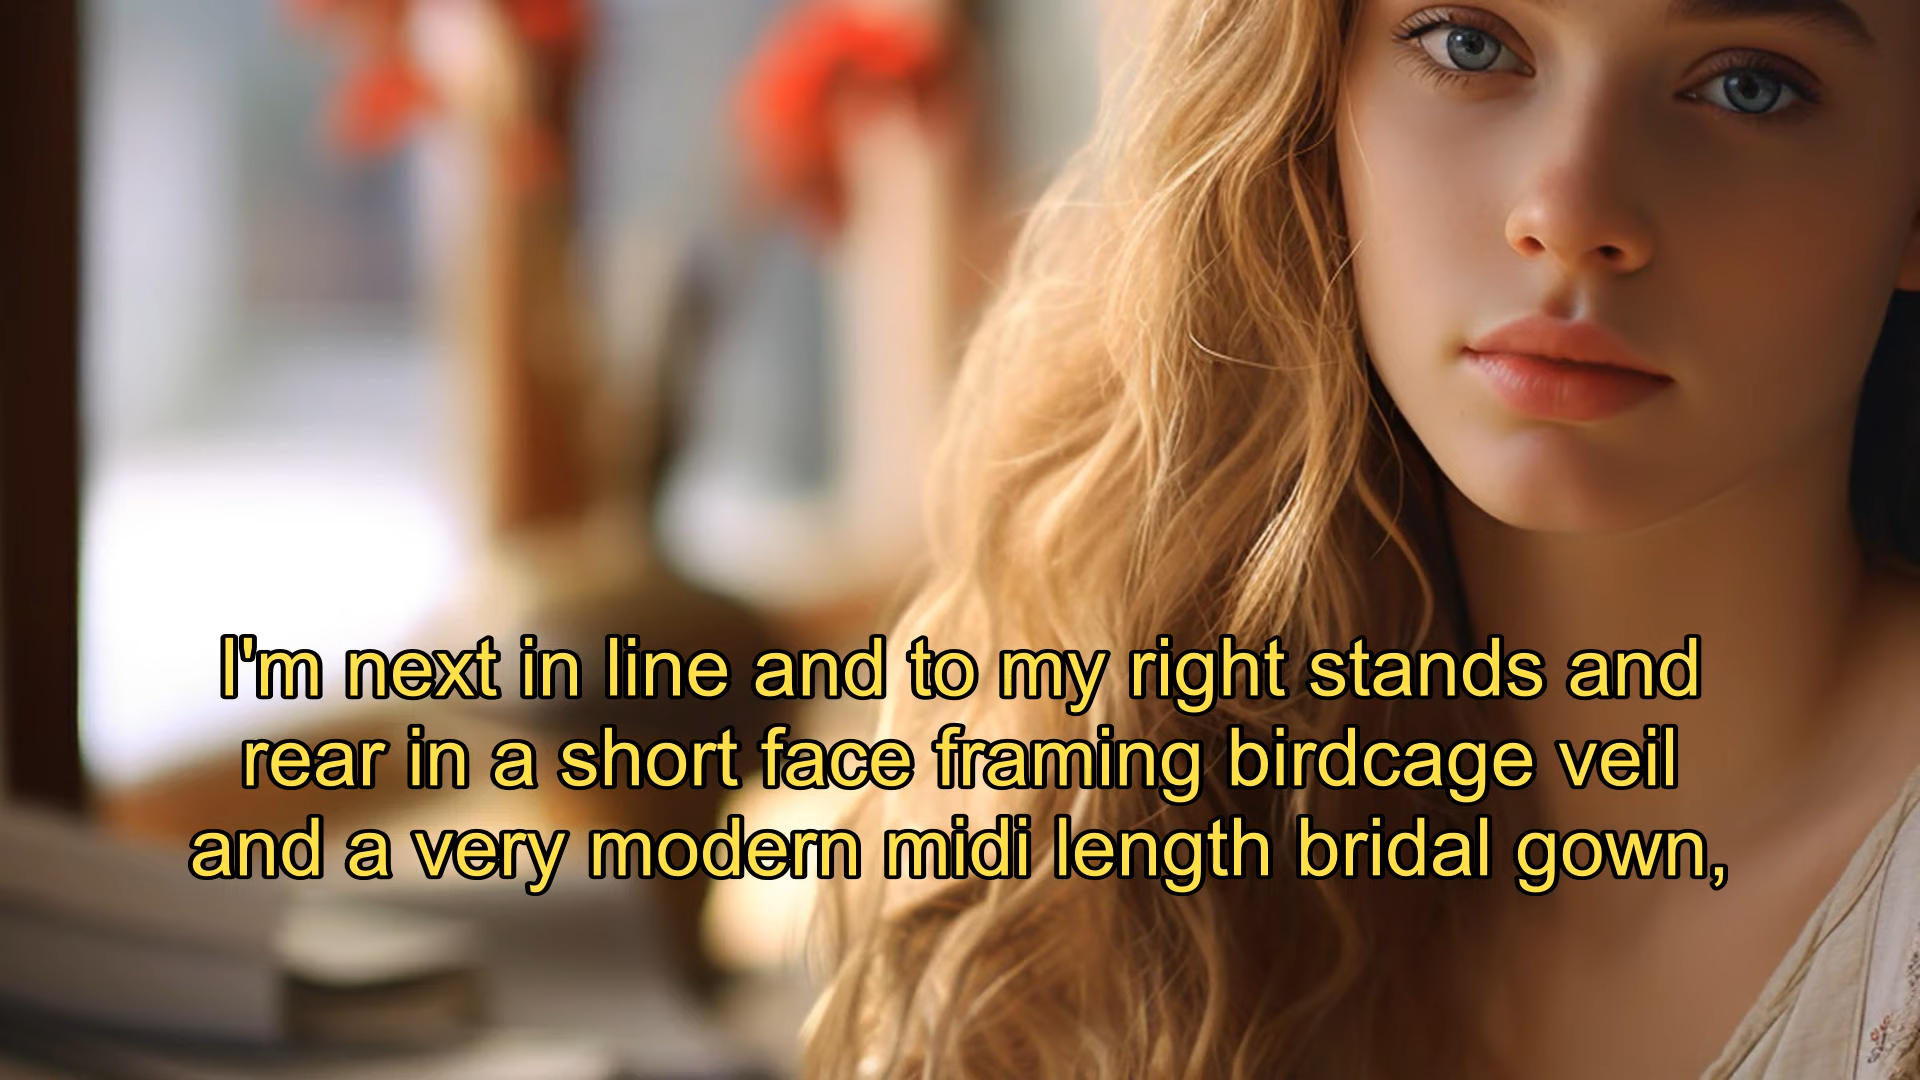 I'm next in line and to my right stands and
rear in a short face framing birdcage veil
and a very modern midi length bridal gown,